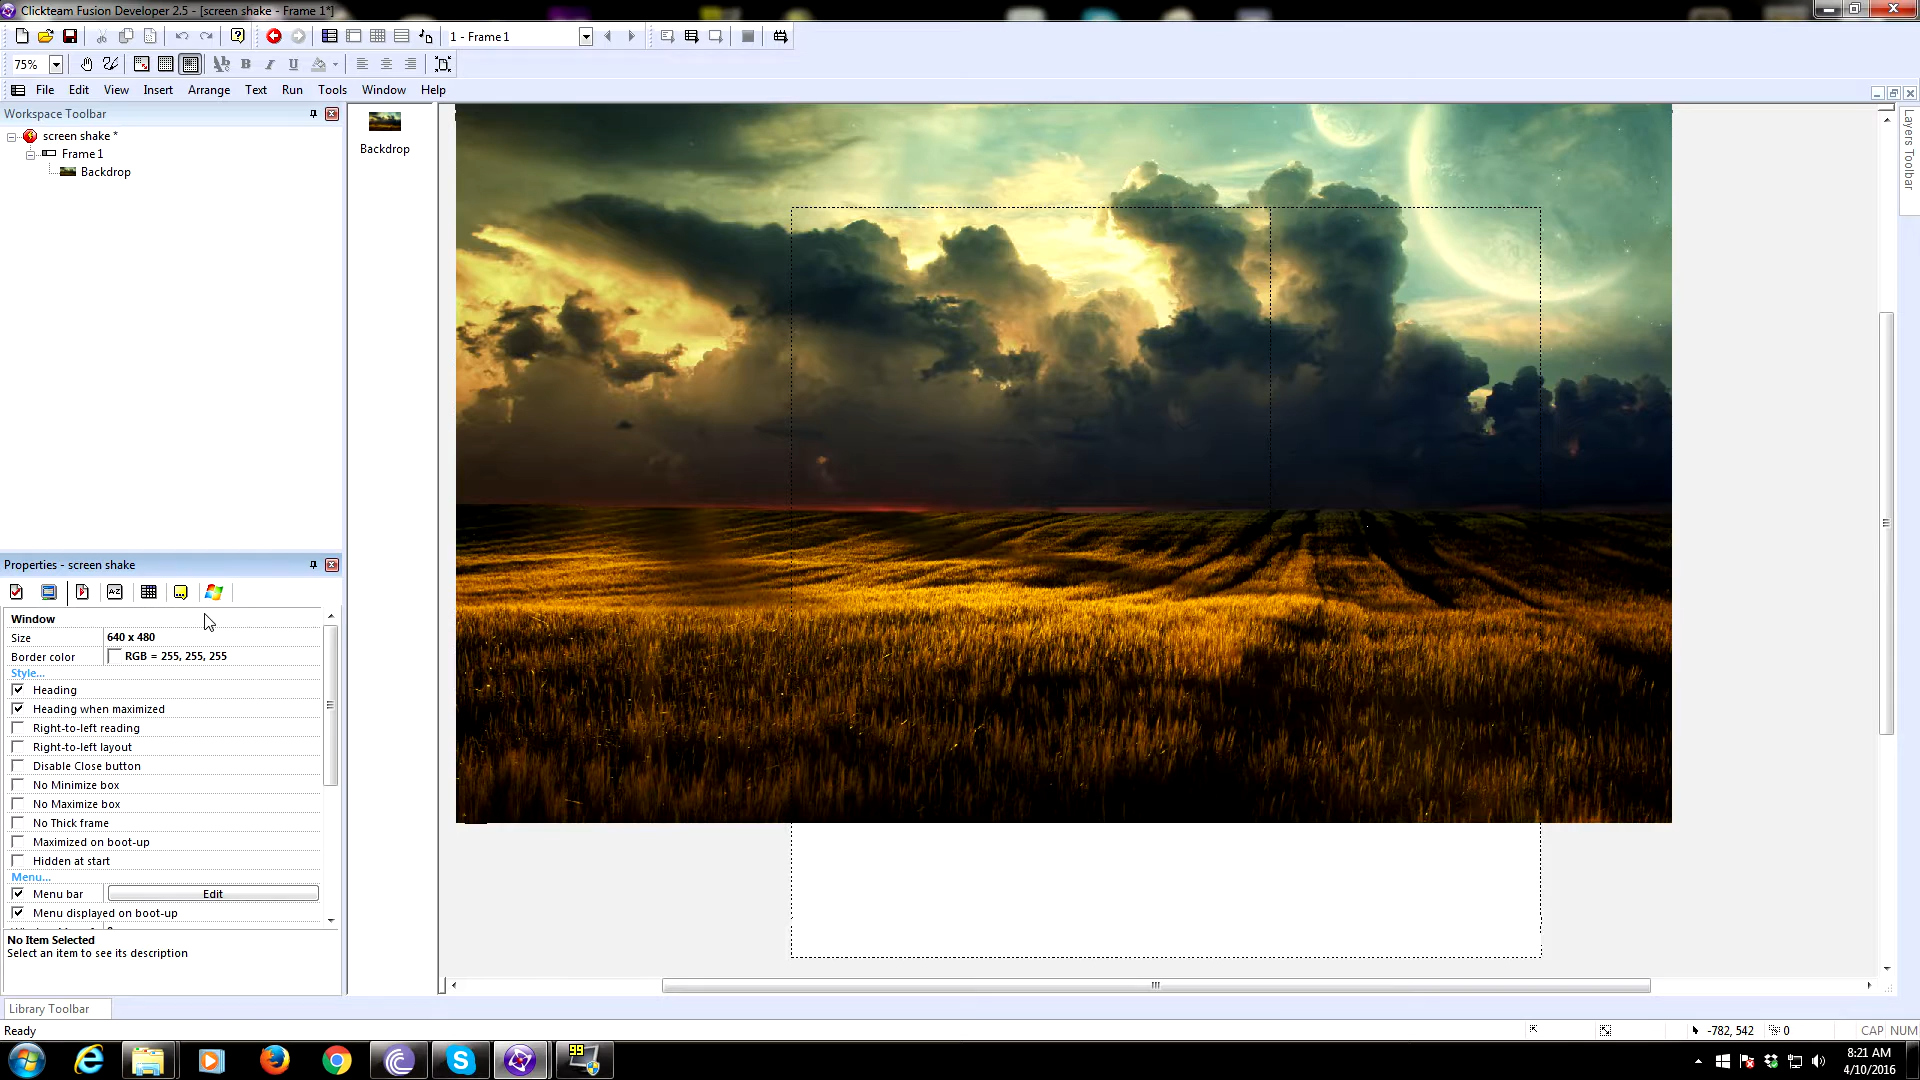 Clickteam Fusion Developer 2.5 - [screen shake - Frame 1*]
1 - Frame 1
75%
File Edit View Insert Arrange Text Run Tools Window Help
Workspace Toolbar
screen shake *
Frame 1
Backdrop
Backdrop
Layers Toolbar
Properties - screen shake
Window
Size 640 x 480
Border color RGB = 255, 255, 255
Style...
Heading
Heading when maximized
Right-to-left reading
Right-to-left layout
Disable Close button
No Minimize box
No Maximize box
No Thick frame
Maximized on boot-up
Hidden at start
Menu...
Menu bar Edit
Menu displayed on boot-up
No Item Selected
Select an item to see its description
Library Toolbar
Ready
-782, 542
0
CAP NUM
99
8:21 AM
4/10/2016